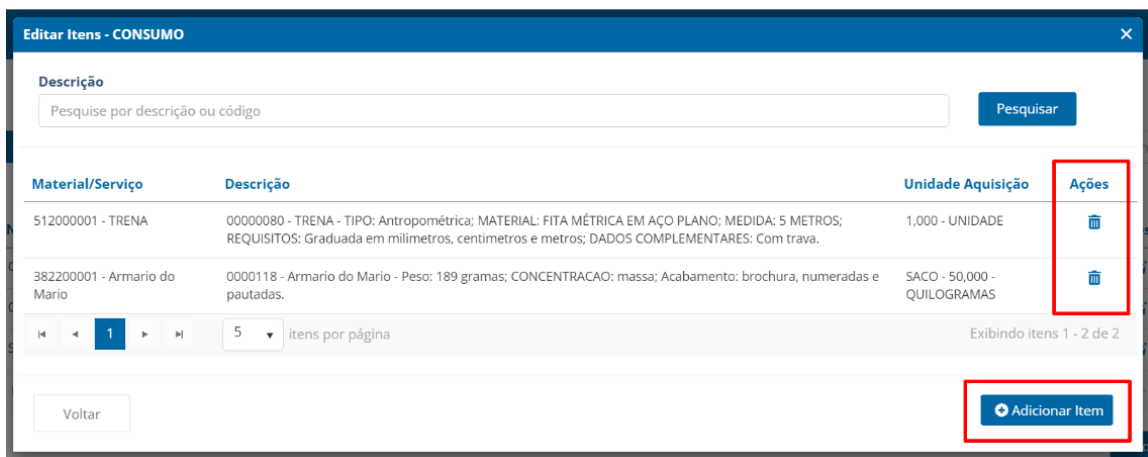 Editar Itens - CONSUMO
Descrição
Pesquise por descrição ou código
Pesquisar
Material/Serviço Descrição Unidade Aquisição Ações
512000001 - TRENA 00000080 - TRENA - TIPO: Antropométrica; MATERIAL: FITA MÉTRICA EM AÇO PLANO; MEDIDA: 5 METROS; 1,000 - UNIDADE
REQUISITOS: Graduada em milimetros, centimetros e metros; DADOS COMPLEMENTARES: Com trava.
382200001 - Armario do 0000118 - Armario do Mario - Peso: 189 gramas; CONCENTRACAO: massa; Acabamento: brochura, numeradas e SACO - 50,000 -
Mario pautadas. QUILOGRAMAS
1 5 itens por página Exibindo itens 1 - 2 de 2
Voltar Adicionar Item